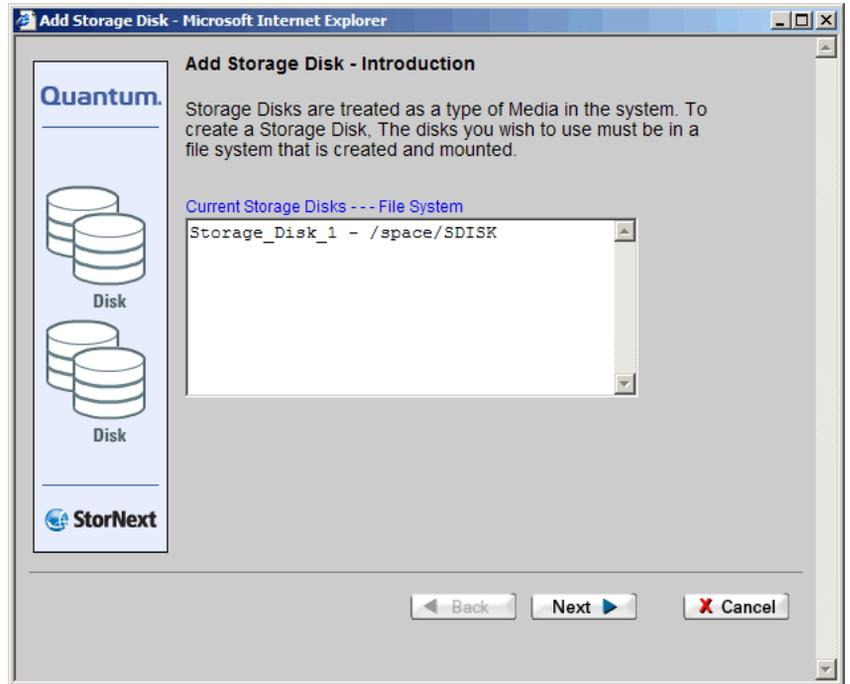 Add Storage Disk - Microsoft Internet Explorer
Quantum.
Disk
Disk
StorNext
Add Storage Disk - Introduction
Storage Disks are treated as a type of Media in the system. To
create a Storage Disk, The disks you wish to use must be in a
file system that is created and mounted.
Current Storage Disks - - - File System
Storage_Disk_1 - /space/SDISK
Back
Next
X Cancel